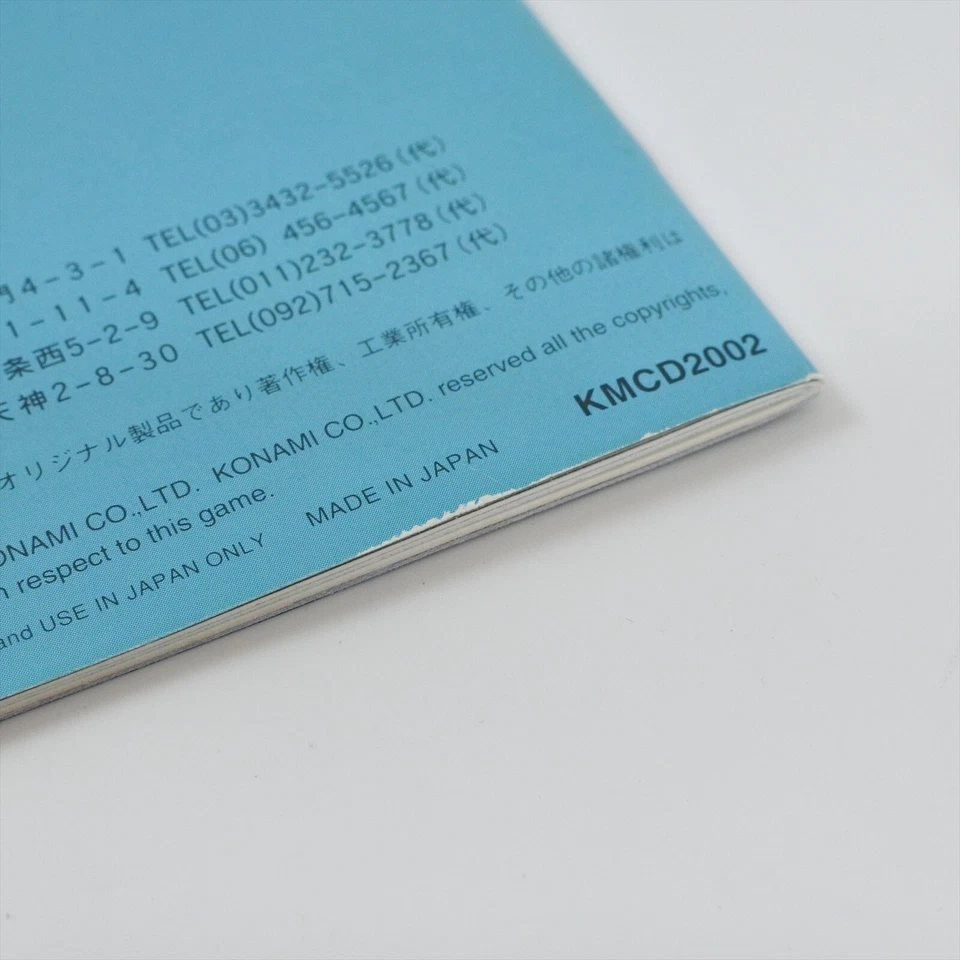 4-3-1 TEL(03)3432-5526(代)
1-11-4 TEL(06) 456-4567(代)
条西5-2-9 TEL(011)232-3778(代)
天神2-8-30 TEL(092)715-2367(代)
オリジナル製品であり著作権、工業所有権、その他の諸権利は
ONAMI CO.,LTD. KONAMI CO.,LTD. reserved all the copyrights,
n respect to this game.
and USE IN JAPAN ONLY MADE IN JAPAN
KMCD2002